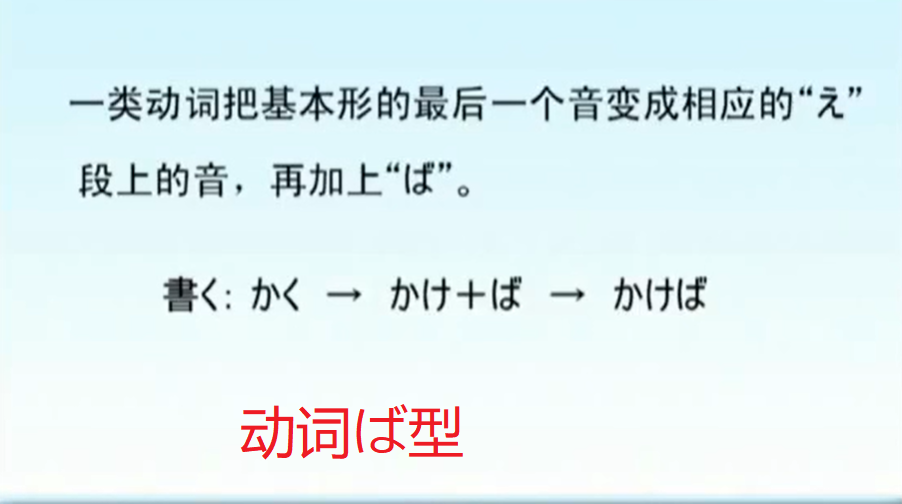 一类动词把基本形的最后一个音变成相应的“え”
段上的音，再加上“ば”。
書く: かく → かけ＋ば → かけば
动词ば型